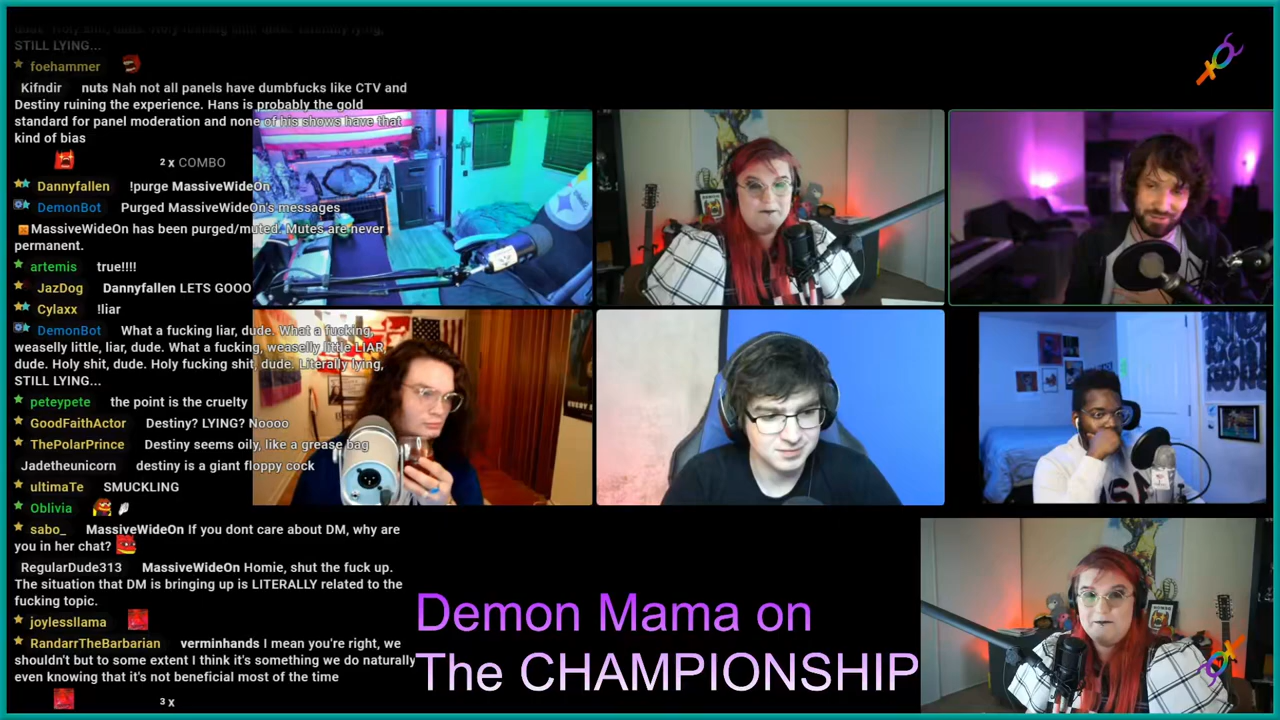 STILL LYING...
foehammer
Kifndir nuts Nah not all panels have dumbfucks like CTV and
Destiny ruining the experience. Hans is probably the gold
standard for panel moderation and none of his shows have that
kind of bias
2 x COMBO
Dannyfallen !purge MassiveWideOn
DemonBot Purged MassiveWideOn's messages
MassiveWideOn has been purged/muted. Mutes are never
permanent.
artemis true!!!!
JazDog Dannyfallen LETS GOOO
Cylaxx !liar
DemonBot What a fucking liar, dude. What a fucking,
weaselly little, liar, dude. What a fucking, weaselly little LIAR,
dude. Holy shit, dude. Holy fucking shit, dude. Literally lying,
STILL LYING...
peteypete the point is the cruelty
GoodFaithActor Destiny? LYING? Noooo
ThePolarPrince Destiny seems oily, like a grease bag
Jadetheunicorn destiny is a giant floppy cock
ultimaTe SMUCKLING
Oblivia
sabo_ MassiveWideOn If you dont care about DM, why are
you in her chat?
RegularDude313 MassiveWideOn Homie, shut the fuck up.
The situation that DM is bringing up is LITERALLY related to the
fucking topic.
joylessllama
RandarrTheBarbarian verminhands I mean you're right, we
shouldn't but to some extent I think it's something we do naturally
even knowing that it's not beneficial most of the time
3 x
Demon Mama on
The CHAMPIONSHIP